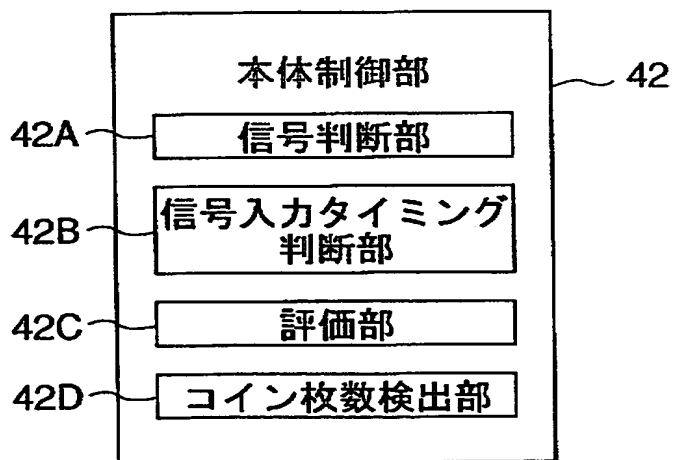 本体制御部
42
42A
信号判断部
42B
信号入力タイミング
判断部
42C
評価部
42D
コイン枚数検出部